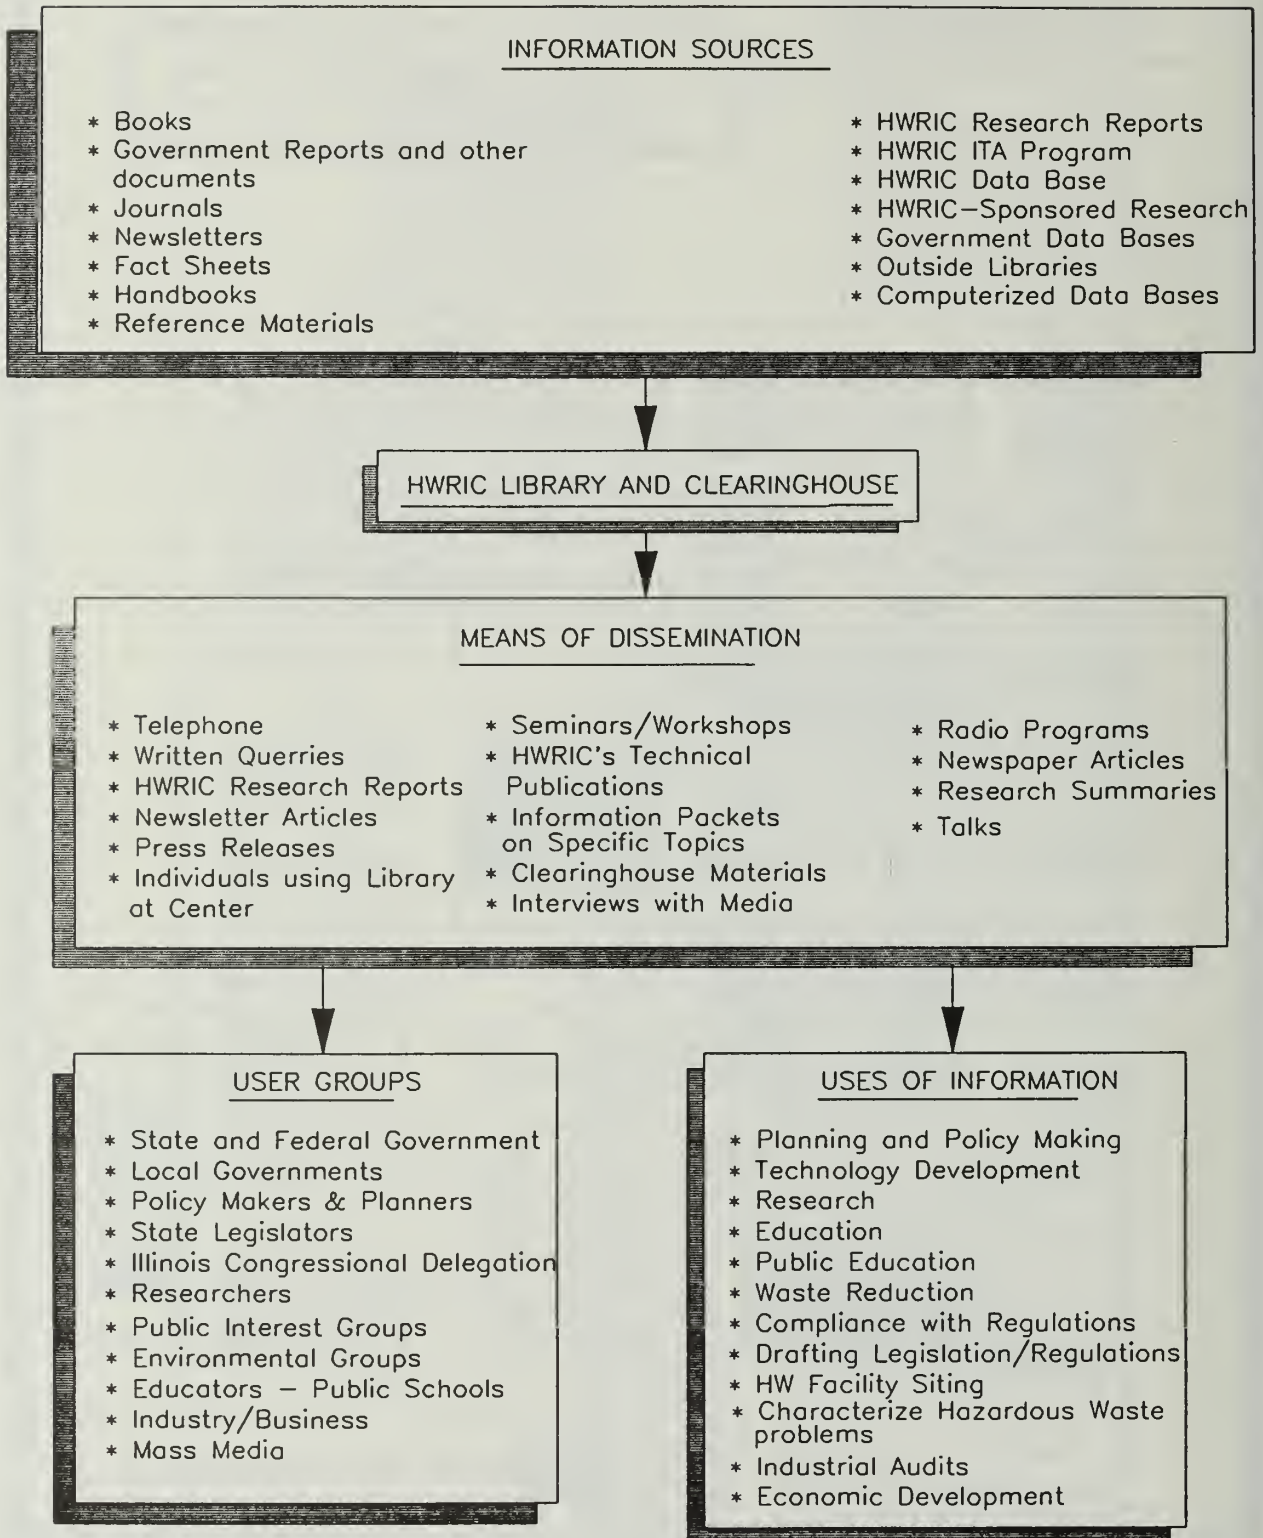 INFORMATION SOURCES
* Books
* Government Reports and other
documents
* Journals
* Newsletters
* Fact Sheets
* Handbooks
* Reference Materials
* HWRIC Research Reports
* HWRIC ITA Program
* HWRIC Data Base
* HWRIC-Sponsored Research
* Government Data Bases
* Outside Libraries
* Computerized Data Bases
HWRIC LIBRARY AND CLEARINGHOUSE
MEANS OF DISSEMINATION
* Telephone
* Written Querries
* HWRIC Research Reports
* Newsletter Articles
* Press Releases
* Individuals using Library
at Center
* Seminars/Workshops
* HWRIC's Technical
Publications
* Information Packets
on Specific Topics
* Clearinghouse Materials
* Interviews with Media
* Radio Programs
* Newspaper Articles
* Research Summaries
* Talks
USER GROUPS
* State and Federal Government
* Local Governments
* Policy Makers & Planners
* State Legislators
* Illinois Congressional Delegation
* Researchers
* Public Interest Groups
* Environmental Groups
* Educators – Public Schools
* Industry/Business
* Mass Media
USES OF INFORMATION
* Planning and Policy Making
* Technology Development
* Research
* Education
* Public Education
* Waste Reduction
* Compliance with Regulations
* Drafting Legislation/Regulations
* HW Facility Siting
* Characterize Hazardous Waste
problems
* Industrial Audits
* Economic Development